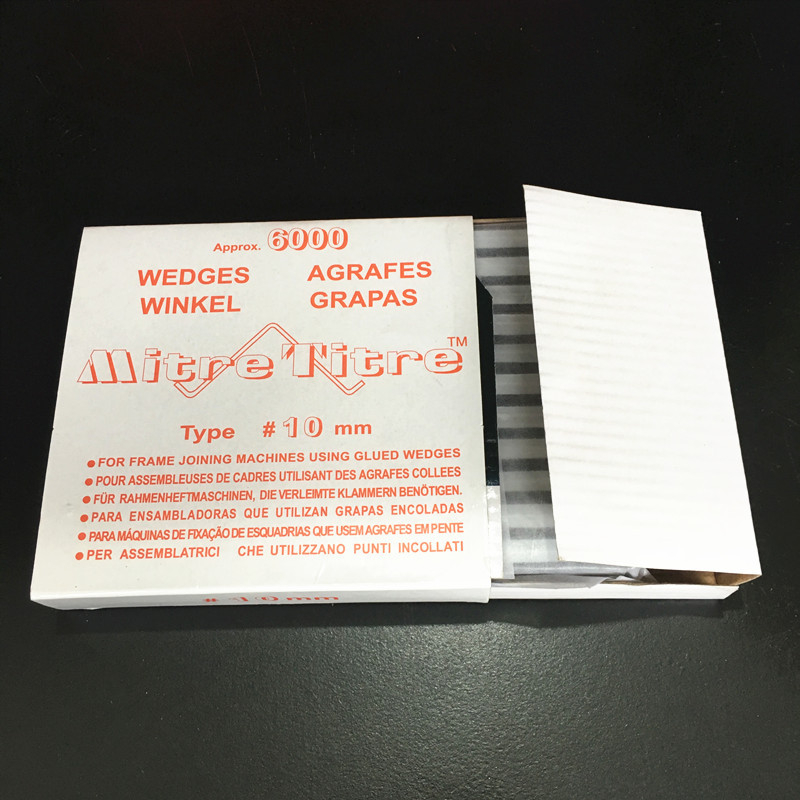 Approx. 6000
WEDGES AGRAFES
WINKEL GRAPAS
Mitre Titre™
Type #10 mm
● FOR FRAME JOINING MACHINES USING GLUED WEDGES
● POUR ASSEMBLEUSES DE CADRES UTILISANT DES AGRAFES COLLEES
● FÜR RAHMENHEFTMASCHINEN, DIE VERLEIMTE KLAMMERN BENÖTIGEN.
● PARA ENSAMBLADORAS QUE UTILIZAN GRAPAS ENCOLADAS
● PARA MÁQUINAS DE FIXAÇÃO DE ESQUADRIAS QUE USEM AGRAFES EM PENTE
● PER ASSEMBLATRICI CHE UTILIZZANO PUNTI INCOLLATI
#10mm